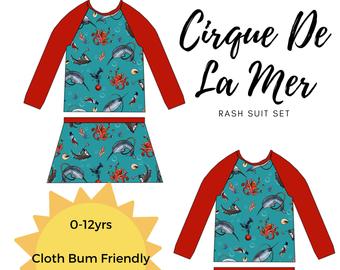 Cirque De
La Mer
RASH SUIT SET
0-12yrs
Cloth Bum Friendly